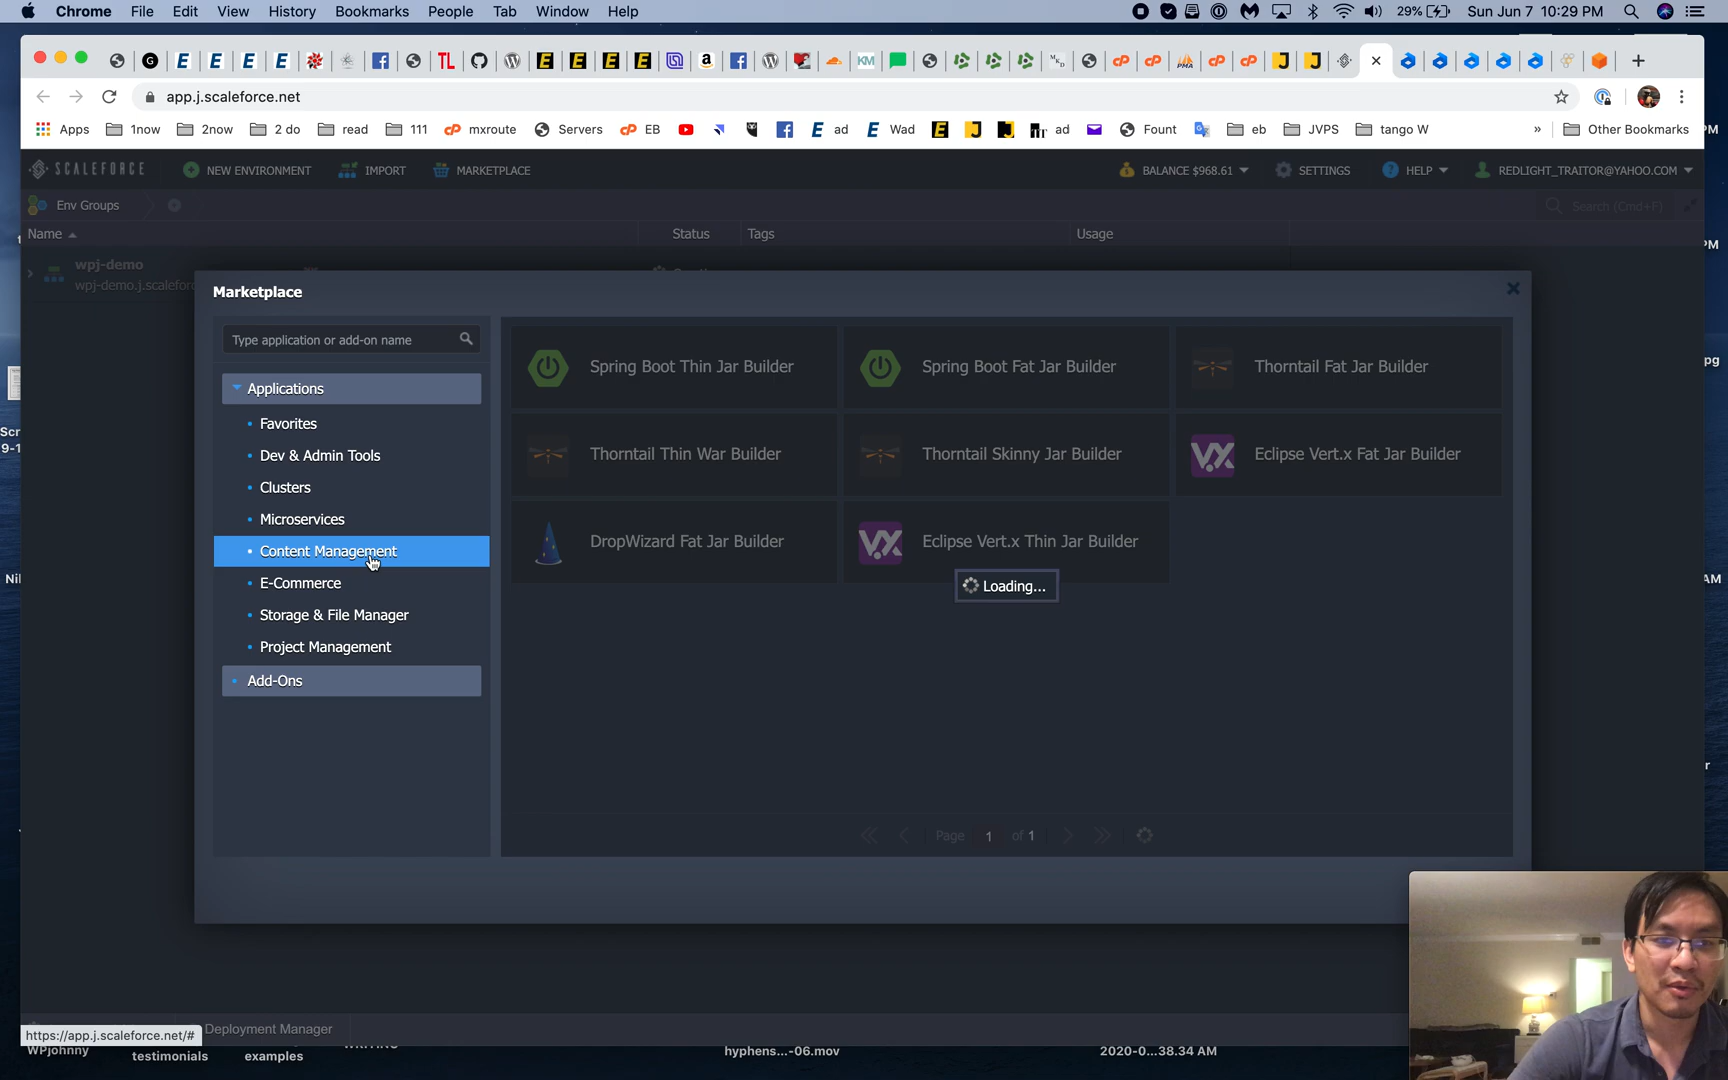 Chrome File Edit View History Bookmarks People Tab Window Help 29% Sun Jun 7 10:29 PM
app.j.scaleforce.net
Apps 1now 2now 2 do read 111 mxroute Servers EB ad Wad ad Fount eb JVPS tango W » Other Bookmarks
SCALEFORCE NEW ENVIRONMENT IMPORT MARKETPLACE BALANCE $968.61 SETTINGS HELP REDLIGHT_TRAITOR@YAHOO.COM
Env Groups Search (Cmd+F)
Name Status Tags Usage
wpj-demo
wpj-demo.j.scalefor
Marketplace
Type application or add-on name
Applications
Favorites
Dev & Admin Tools
Clusters
Microservices
Content Management
E-Commerce
Storage & File Manager
Project Management
Add-Ons
Spring Boot Thin Jar Builder
Spring Boot Fat Jar Builder
Thorntail Fat Jar Builder
Thorntail Thin War Builder
Thorntail Skinny Jar Builder
Eclipse Vert.x Fat Jar Builder
DropWizard Fat Jar Builder
Eclipse Vert.x Thin Jar Builder
Loading...
Page 1 of 1
Deployment Manager
https://app.j.scaleforce.net/#
WPjohnny
testimonials
examples
hyphens...-06.mov
2020-0...38.34 AM